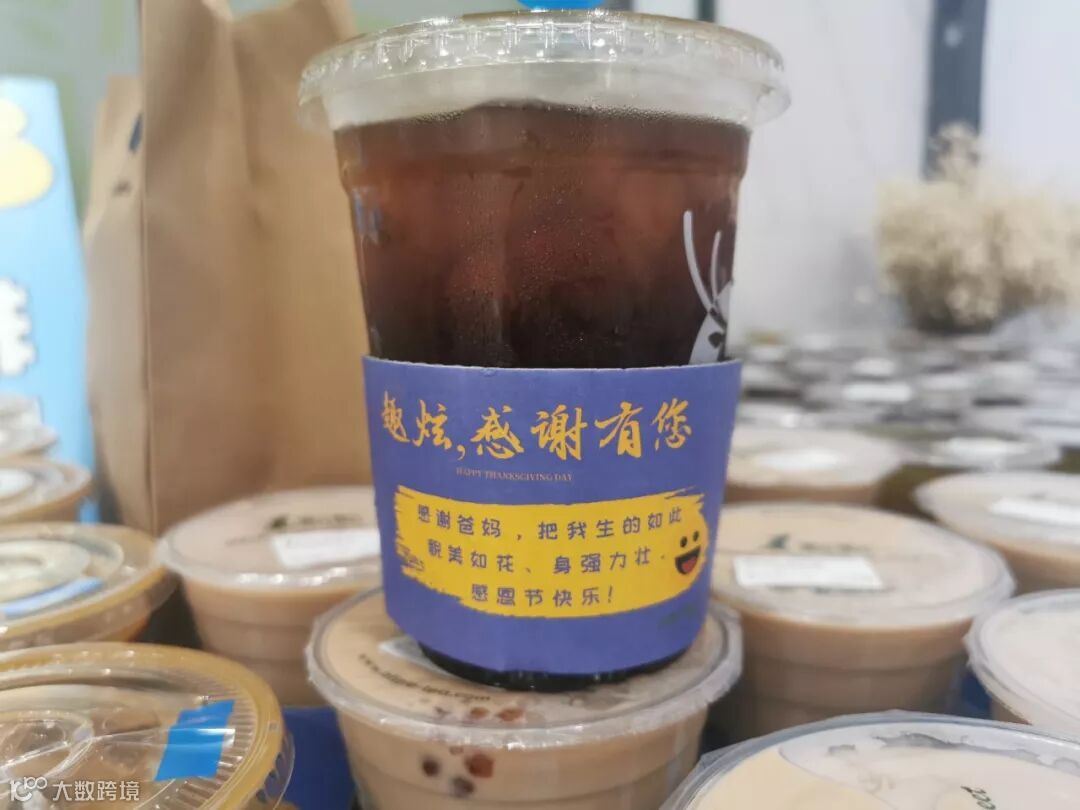 趣炫,感谢有您
HAPPY THANKSGIVING DAY
感谢爸妈，把我生的如此
貌美如花、身强力壮.
感恩节快乐!
大数跨境